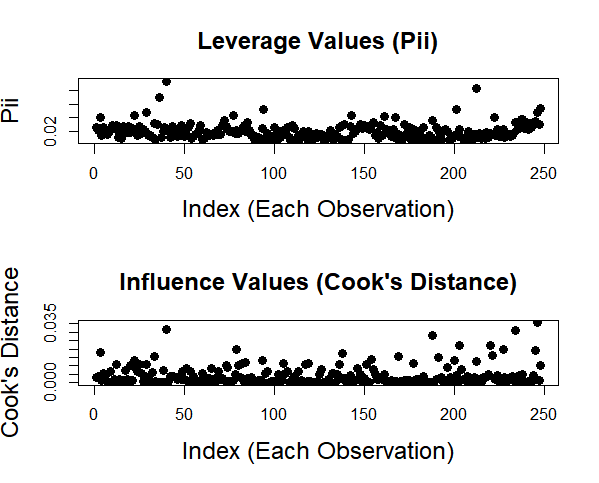 Leverage Values (Pii)
Pii
0.02
0 50 100 150 200 250
Index (Each Observation)
Influence Values (Cook's Distance)
Cook's Distance
0.035
0.000
0 50 100 150 200 250
Index (Each Observation)